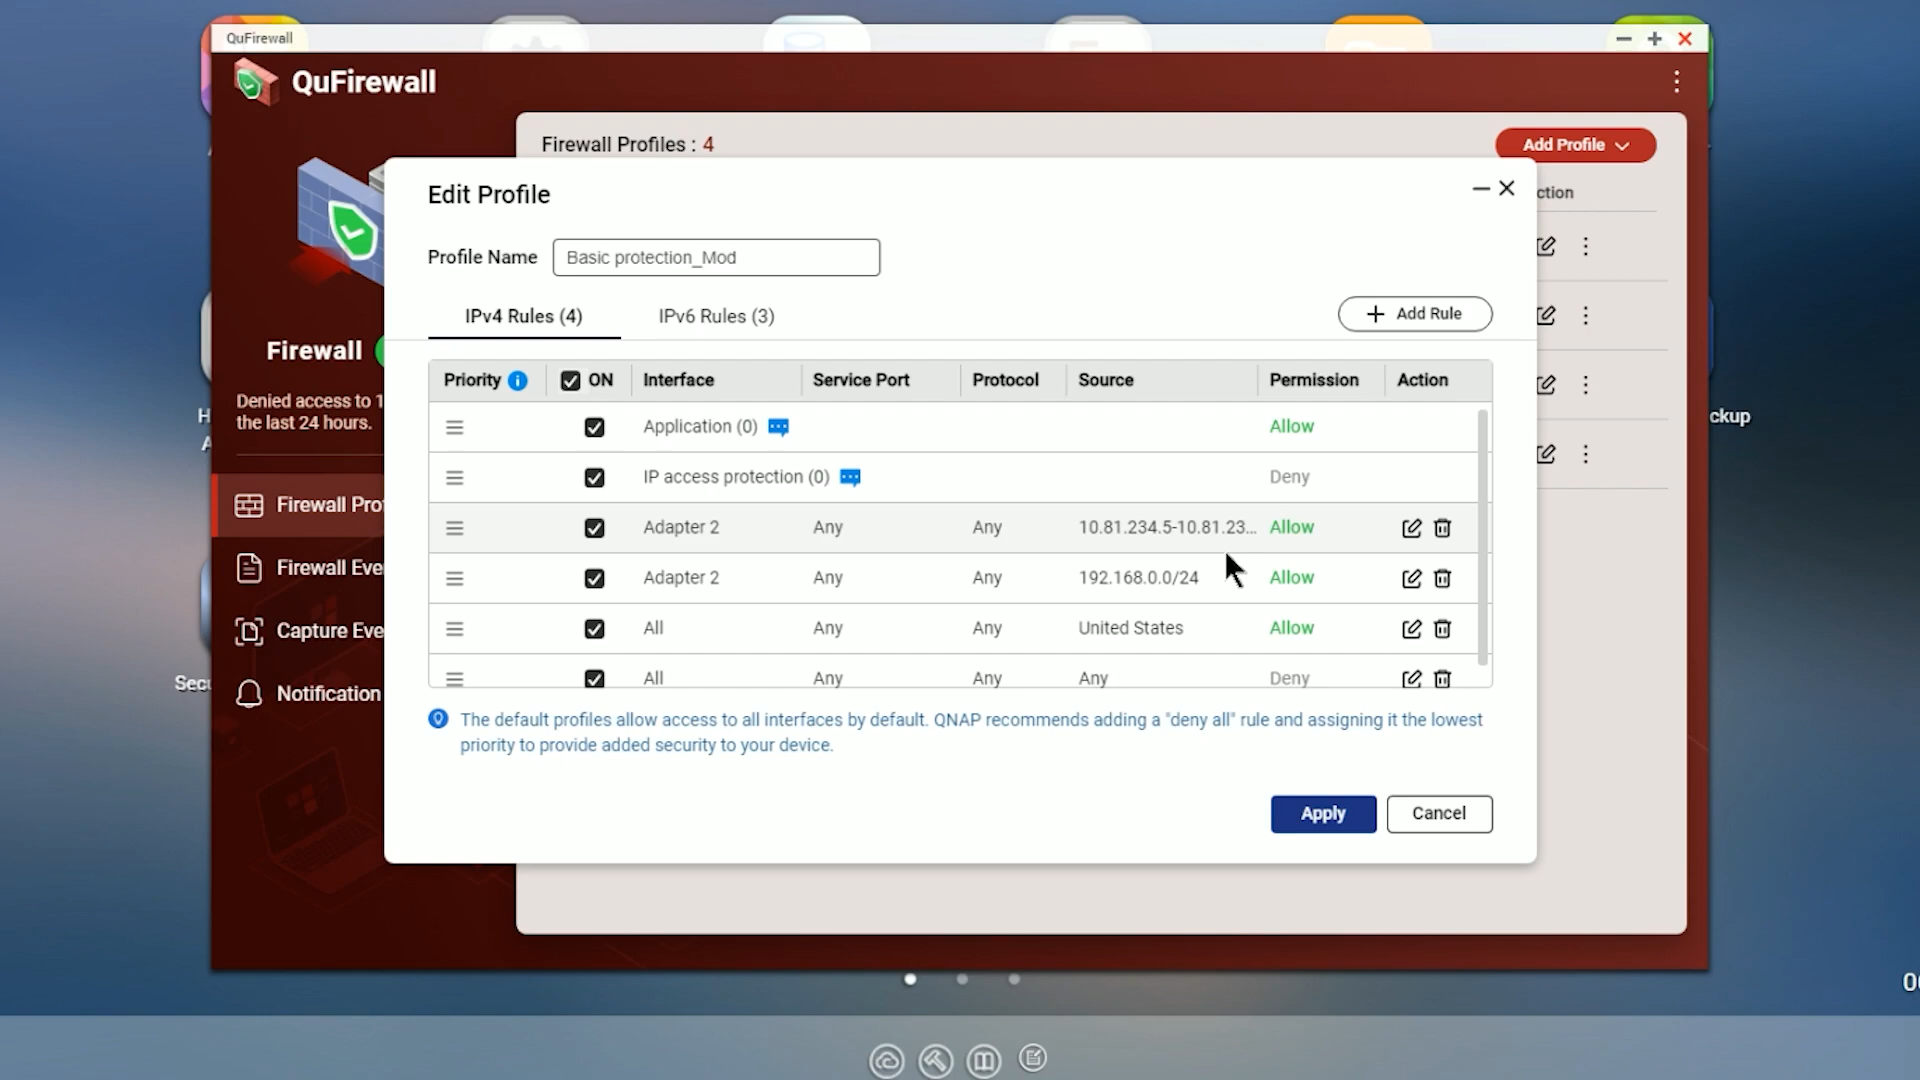 QuFirewall
QuFirewall
Firewall Profiles : 4
Add Profile
ction
Edit Profile
Profile Name
Basic protection_Mod
IPv4 Rules (4)
IPv6 Rules (3)
Add Rule
Priority ON Interface Service Port Protocol Source Permission Action
Application (0) Allow
IP access protection (0) Deny
Adapter 2 Any Any 10.81.234.5-10.81.23... Allow
Adapter 2 Any Any 192.168.0.0/24 Allow
All Any Any United States Allow
All Any Any Any Deny
The default profiles allow access to all interfaces by default. QNAP recommends adding a "deny all" rule and assigning it the lowest
priority to provide added security to your device.
Apply
Cancel
Firewall
Denied access to 1
the last 24 hours.
Firewall Prof
Firewall Eve
Capture Eve
Notification
H
A
Secu
ckup